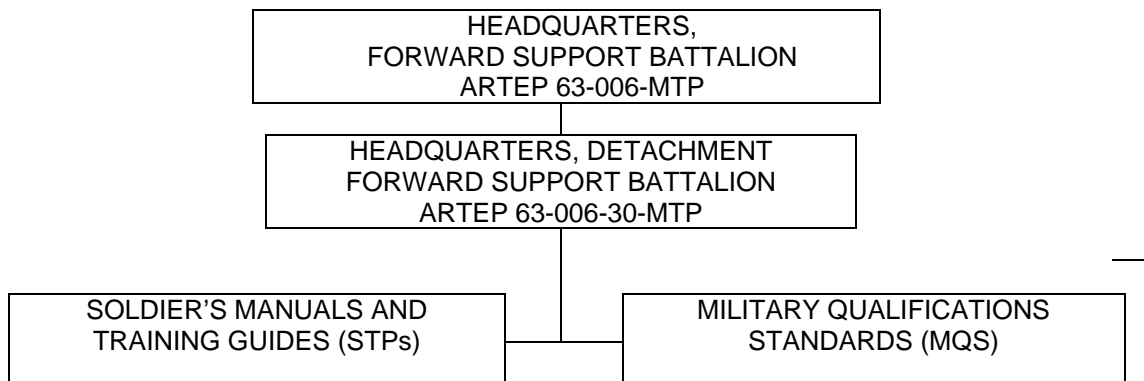 HEADQUARTERS,
FORWARD SUPPORT BATTALION
ARTEP 63-006-MTP
HEADQUARTERS, DETACHMENT
FORWARD SUPPORT BATTALION
ARTEP 63-006-30-MTP
SOLDIER’S MANUALS AND
TRAINING GUIDES (STPs)
MILITARY QUALIFICATIONS
STANDARDS (MQS)